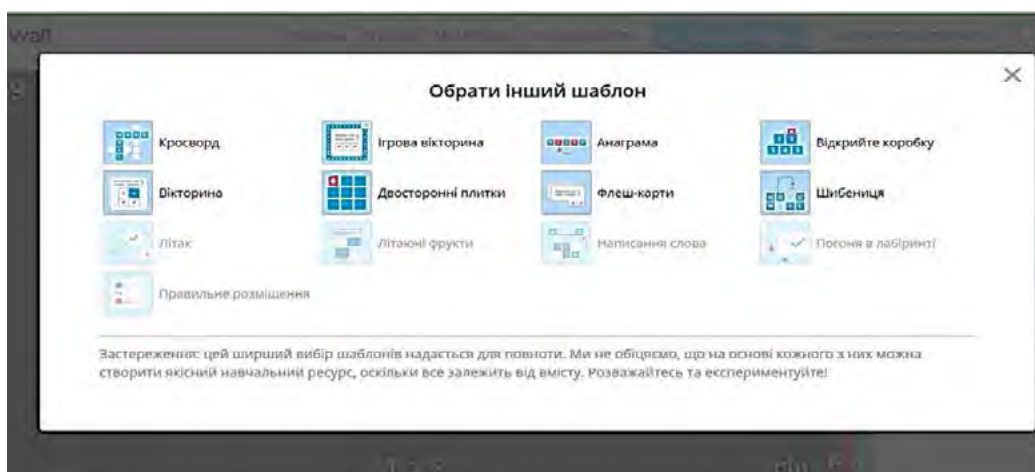 wall
Обрати інший шаблон
Кросворд
Ігрова вікторина
Анаграма
Відкрийте коробку
Вікторина
Двосторонні плитки
Флеш-карти
Шибениця
Літак
Літаючі фрукти
Написання слова
Погоня в лабіринті
Правильне розміщення
Застереження: цей ширший вибір шаблонів надається для повноти. Ми не обіцяємо, що на основі кожного з них можна
створити якісний навчальний ресурс, оскільки все залежить від вмісту. Розважайтесь та експериментуйте!